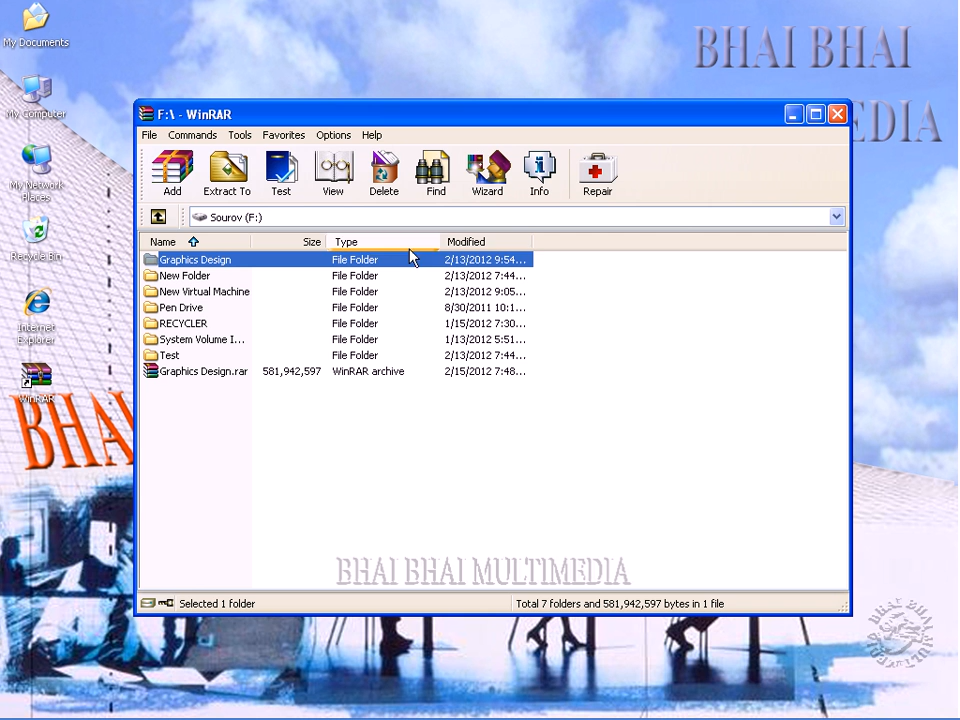 My Documents
My Computer
My Network
Places
Recycle Bin
Internet
Explorer
WinRAR
BHAI BHAI
EDIA
BHA
F:\ - WinRAR
File Commands Tools Favorites Options Help
Add Extract To Test View Delete Find Wizard Info Repair
Sourov (F:)
Name Size Type Modified
Graphics Design File Folder 2/13/2012 9:54...
New Folder File Folder 2/13/2012 7:44...
New Virtual Machine File Folder 2/13/2012 9:05...
Pen Drive File Folder 8/30/2011 10:1...
RECYCLER File Folder 1/15/2012 7:30...
System Volume I... File Folder 1/13/2012 5:51...
Test File Folder 2/13/2012 7:44...
Graphics Design.rar 581,942,597 WinRAR archive 2/15/2012 7:48...
BHAI BHAI MULTIMEDIA
Selected 1 folder
Total 7 folders and 581,942,597 bytes in 1 file